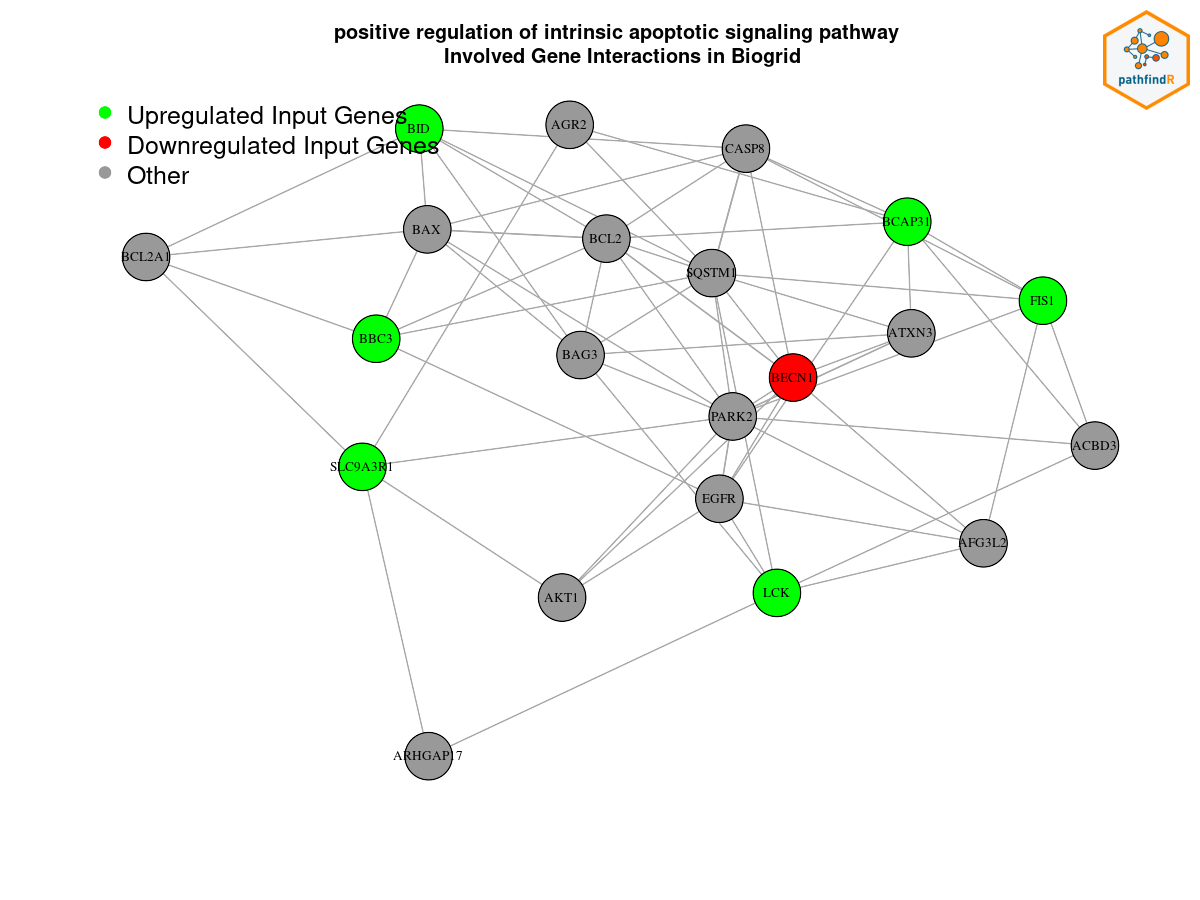 positive regulation of intrinsic apoptotic signaling pathway
Involved Gene Interactions in Biogrid
pathfindR
Upregulated Input Genes
Downregulated Input Genes
Other
BID
AGR2
CASP8
BCAP31
BAX
BCL2
BCL2A1
SQSTM1
FIS1
BBC3
ATXN3
BAG3
BECN1
PARK2
ACBD3
SLC9A3R1
EGFR
AFG3L2
AKT1
LCK
ARHGAP17